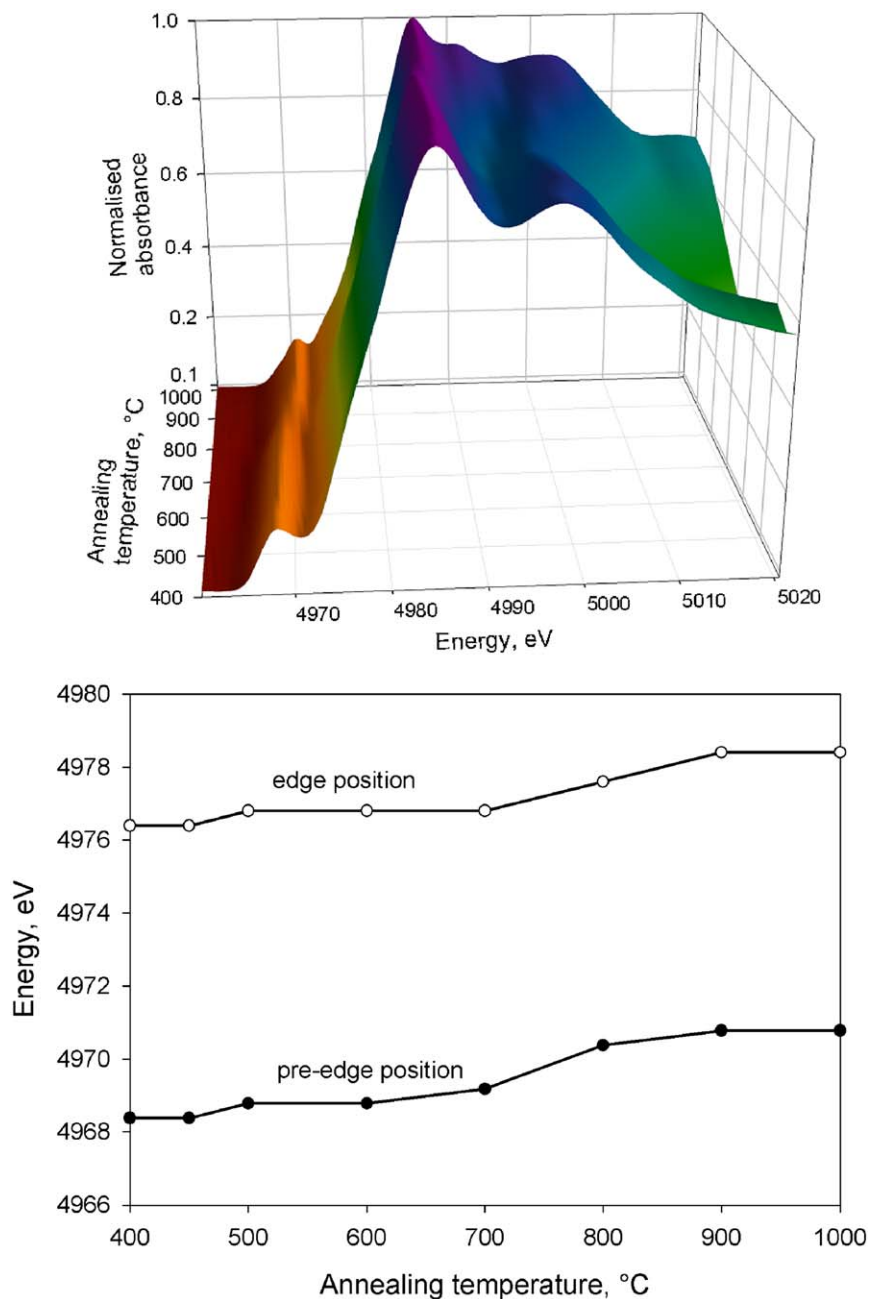 1.0
0.8
0.6
0.4
0.2
0.1
Normalised
absorbance
1000
900
800
700
600
500
400
Annealing
temperature, °C
4970
4980
4990
5000
5010
5020
Energy, eV
4980
4978
4976
4974
4972
4970
4968
4966
Energy, eV
edge position
pre-edge position
400 500 600 700 800 900 1000
Annealing temperature, °C